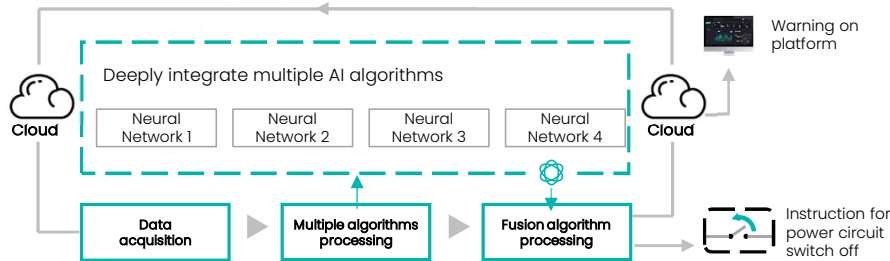 Warning on
platform
Deeply integrate multiple AI algorithms
Cloud
Neural
Network 1
Neural
Network 2
Neural
Network 3
Neural
Network 4
Cloud
Data
acquisition
Multiple algorithms
processing
Fusion algorithm
processing
Instruction for
power circuit
switch off